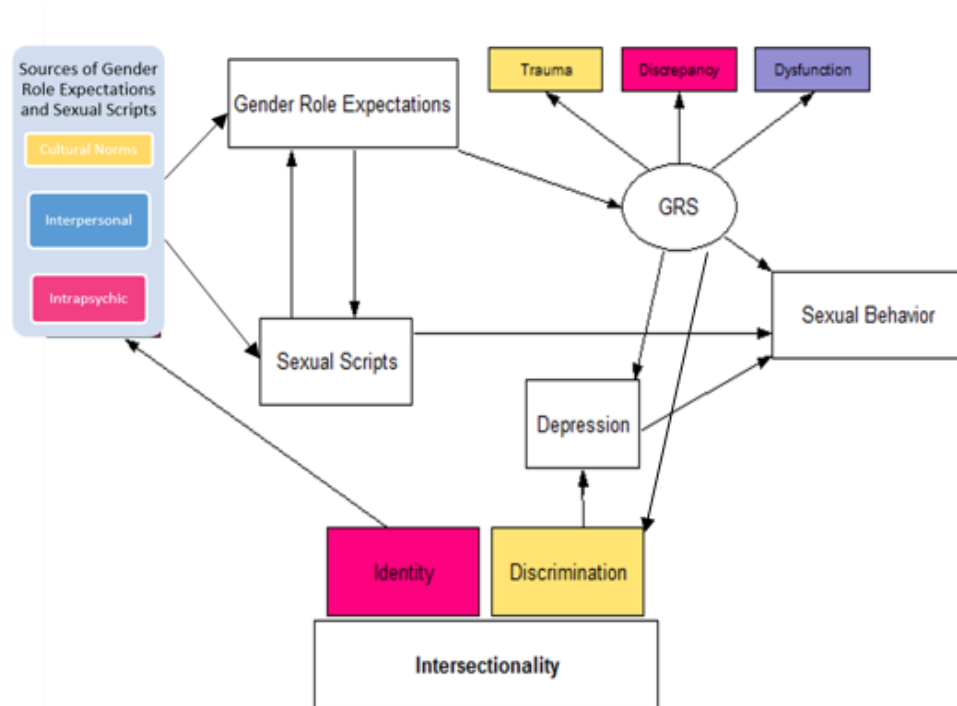 Sources of Gender
Role Expectations
and Sexual Scripts
Cultural Norms
Interpersonal
Intrapsychic
Gender Role Expectations
Trauma
Discrepancy
Dysfunction
GRS
Sexual Behavior
Sexual Scripts
Depression
Identity
Discrimination
Intersectionality